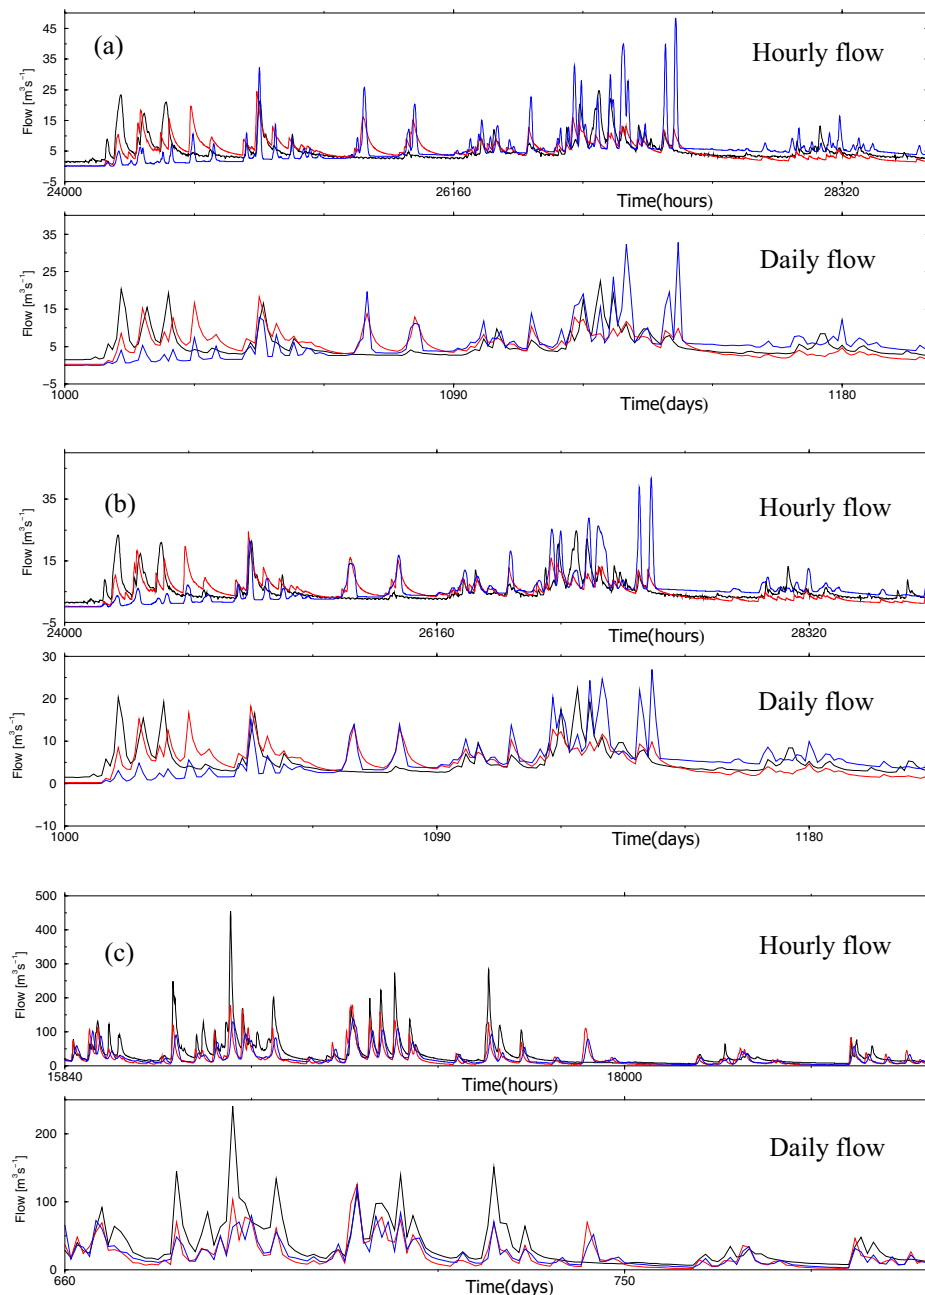 (a)
Hourly flow
Flow [m³s⁻¹]
45
35
25
15
5
−5
24000
26160
28320
Time(hours)
Daily flow
Flow [m³s⁻¹]
45
35
25
15
5
−5
1000
1090
1180
Time(days)
(b)
Hourly flow
Flow [m³s⁻¹]
35
15
5
−5
24000
26160
28320
Time(hours)
Daily flow
Flow [m³s⁻¹]
30
20
10
0
−10
1000
1090
1180
Time(days)
(c)
Hourly flow
Flow [m³s⁻¹]
500
400
300
200
100
0
15840
18000
Time(hours)
Daily flow
Flow [m³s⁻¹]
200
100
0
660
750
Time(days)